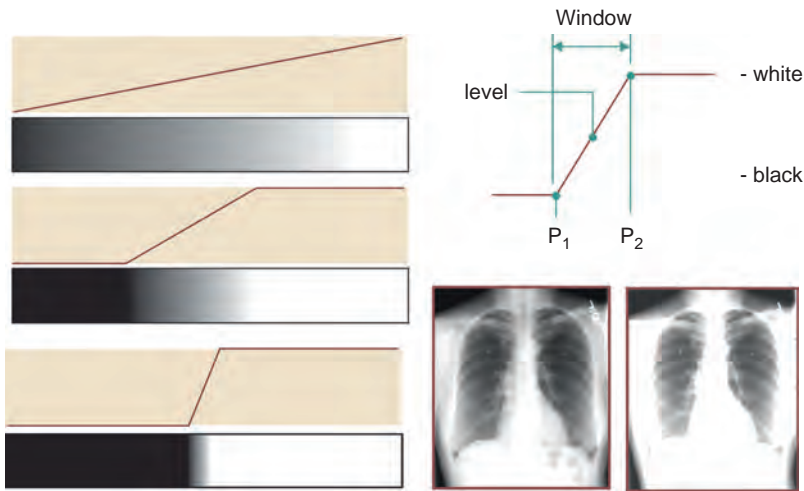 Window
level
- white
- black
P₁ P₂